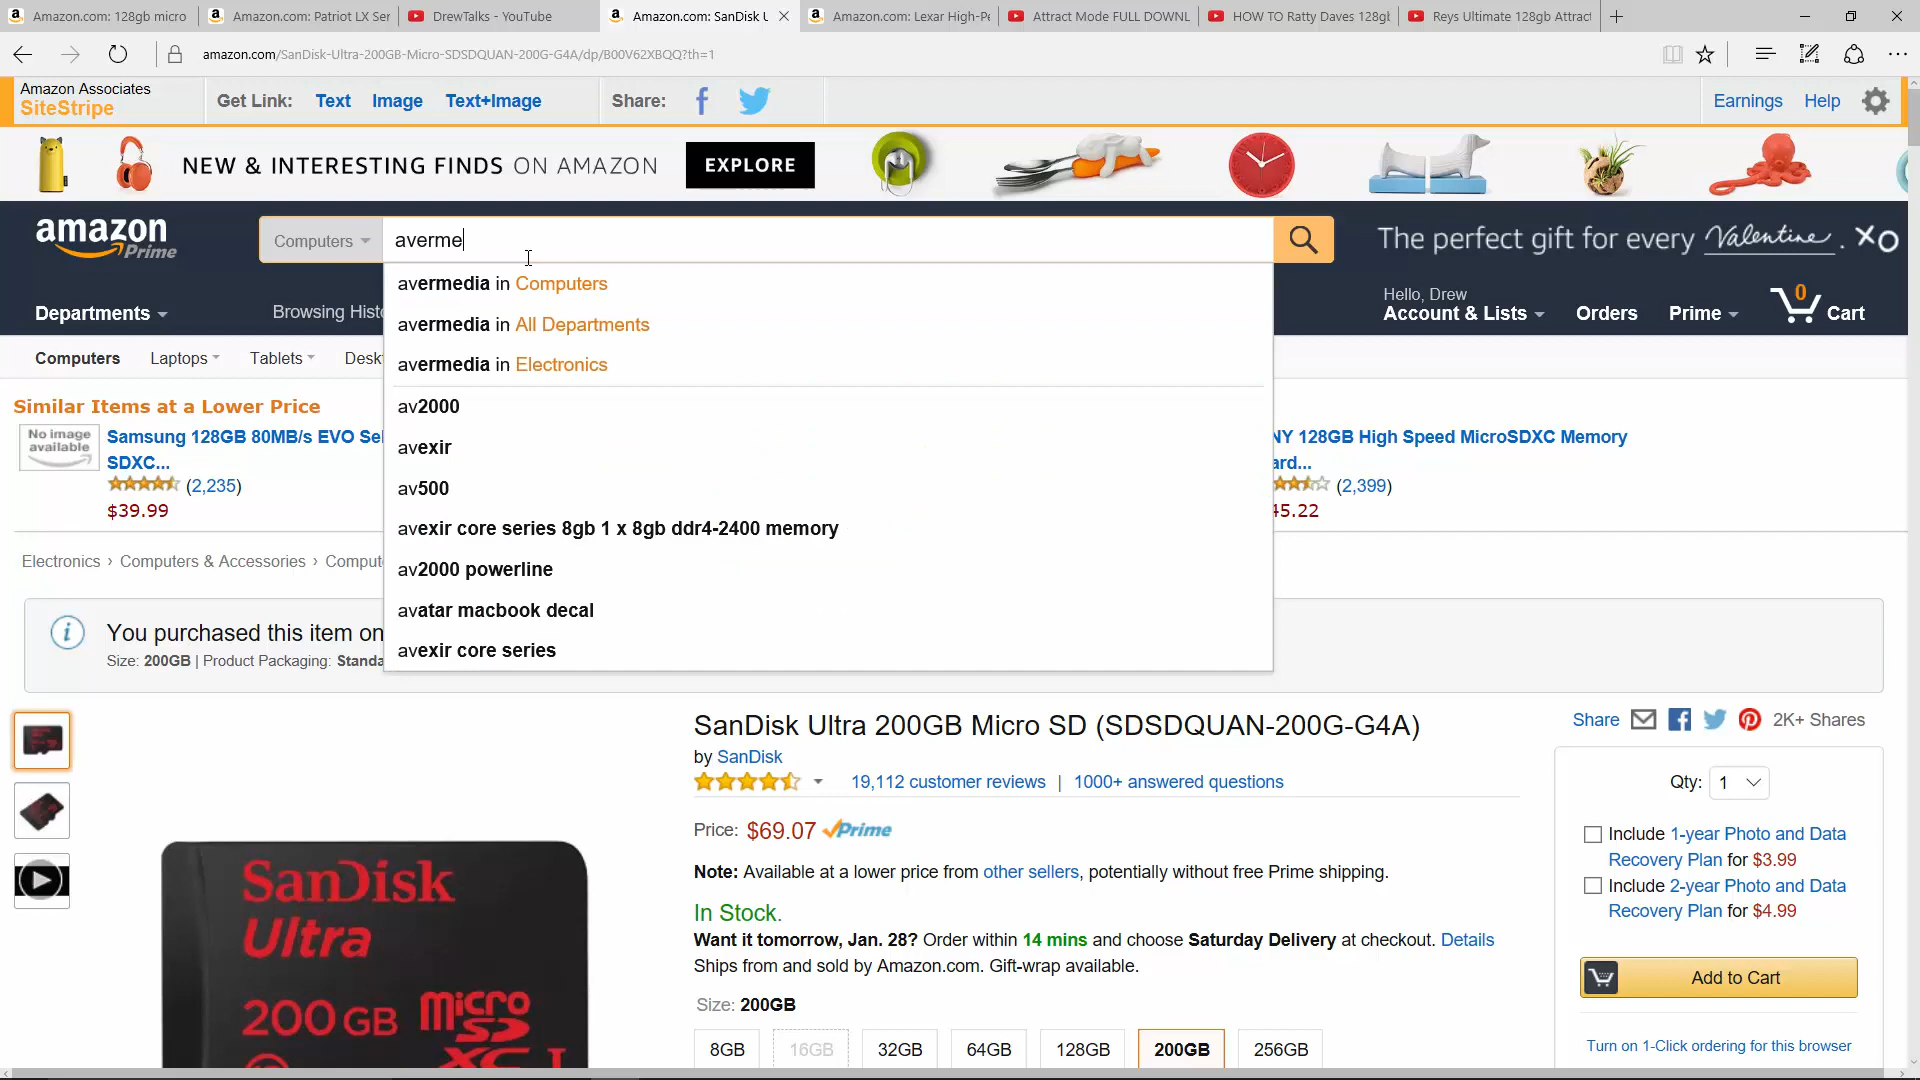 Amazon.com: 128gb micro
Amazon.com: Patriot LX Ser
DrewTalks - YouTube
Amazon.com: SanDisk U
Amazon.com: Lexar High-Pe
Attract Mode FULL DOWNL
HOW TO Ratty Daves 128gb
Reys Ultimate 128gb Attrac
amazon.com/SanDisk-Ultra-200GB-Micro-SDSDQUAN-200G-G4A/dp/B00V62XBQQ?th=1
Amazon Associates
SiteStripe
Get Link: Text Image Text+Image
Share:
Earnings Help
NEW & INTERESTING FINDS ON AMAZON EXPLORE
amazon
Prime
Computers
averme
The perfect gift for every Valentine. XO
Departments
Browsing Histo
Hello, Drew
Account & Lists
Orders
Prime
0
Cart
Computers Laptops Tablets Desk
avermedia in Computers
avermedia in All Departments
avermedia in Electronics
av2000
avexir
av500
avexir core series 8gb 1 x 8gb ddr4-2400 memory
av2000 powerline
avatar macbook decal
avexir core series
Similar Items at a Lower Price
No image
available
Samsung 128GB 80MB/s EVO Sel
SDXC...
(2,235)
$39.99
NY 128GB High Speed MicroSDXC Memory
ard...
(2,399)
45.22
Electronics › Computers & Accessories › Comput
You purchased this item on
Size: 200GB | Product Packaging: Standa
SanDisk Ultra 200GB Micro SD (SDSDQUAN-200G-G4A)
by SanDisk
19,112 customer reviews | 1000+ answered questions
Price: $69.07 Prime
Note: Available at a lower price from other sellers, potentially without free Prime shipping.
In Stock.
Want it tomorrow, Jan. 28? Order within 14 mins and choose Saturday Delivery at checkout. Details
Ships from and sold by Amazon.com. Gift-wrap available.
Size: 200GB
8GB 16GB 32GB 64GB 128GB 200GB 256GB
Share
2K+ Shares
Qty: 1
Include 1-year Photo and Data
Recovery Plan for $3.99
Include 2-year Photo and Data
Recovery Plan for $4.99
Add to Cart
Turn on 1-Click ordering for this browser
SanDisk
Ultra
200GB micro